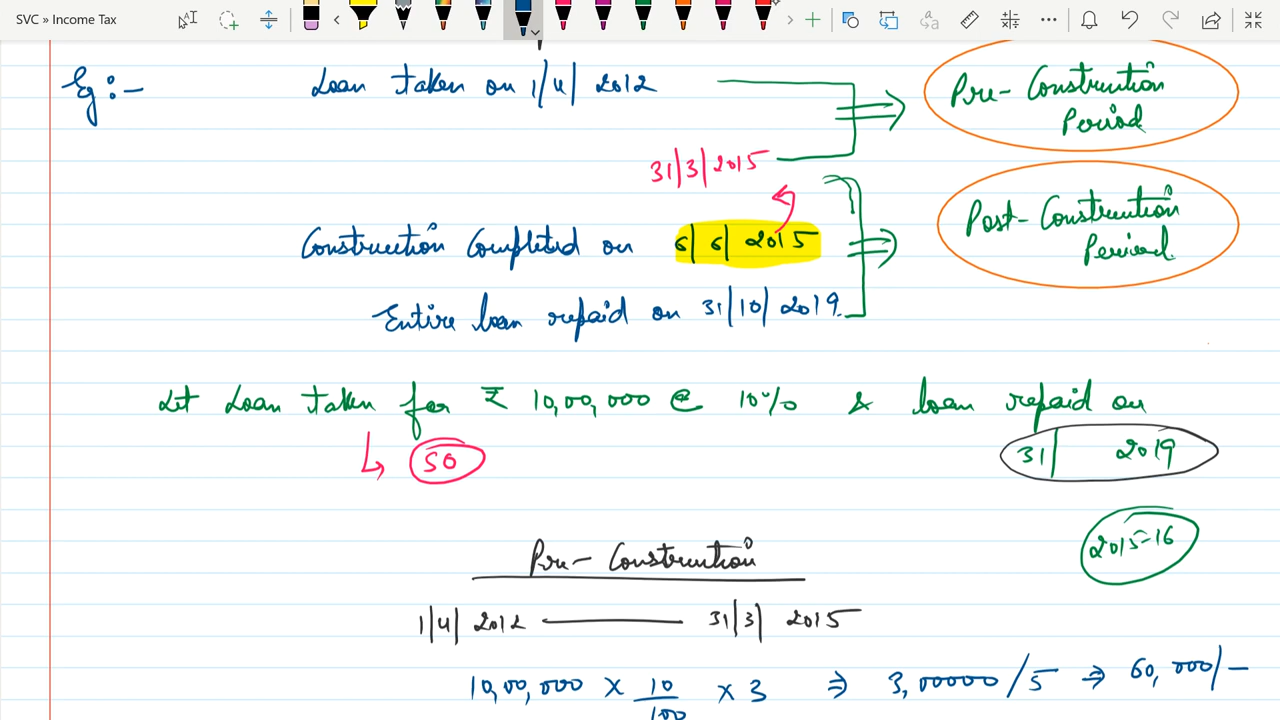 SVC » Income Tax
Eg :-
Loan taken on 1/4/2012
Pre-Construction
Period
31/3/2015
Construction Completed on 6/6/2015
Post-Construction
Period
Entire loan repaid on 31/10/2019.
Let Loan taken for ₹ 10,00,000 @ 10% & loan repaid on
31/ 2019
50
2015-16
Pre-Construction
1/4/2012 —— 31/3/2015
10,00,000 × 10/100 × 3 ⇒ 3,00000/5 ⇒ 60,000/-